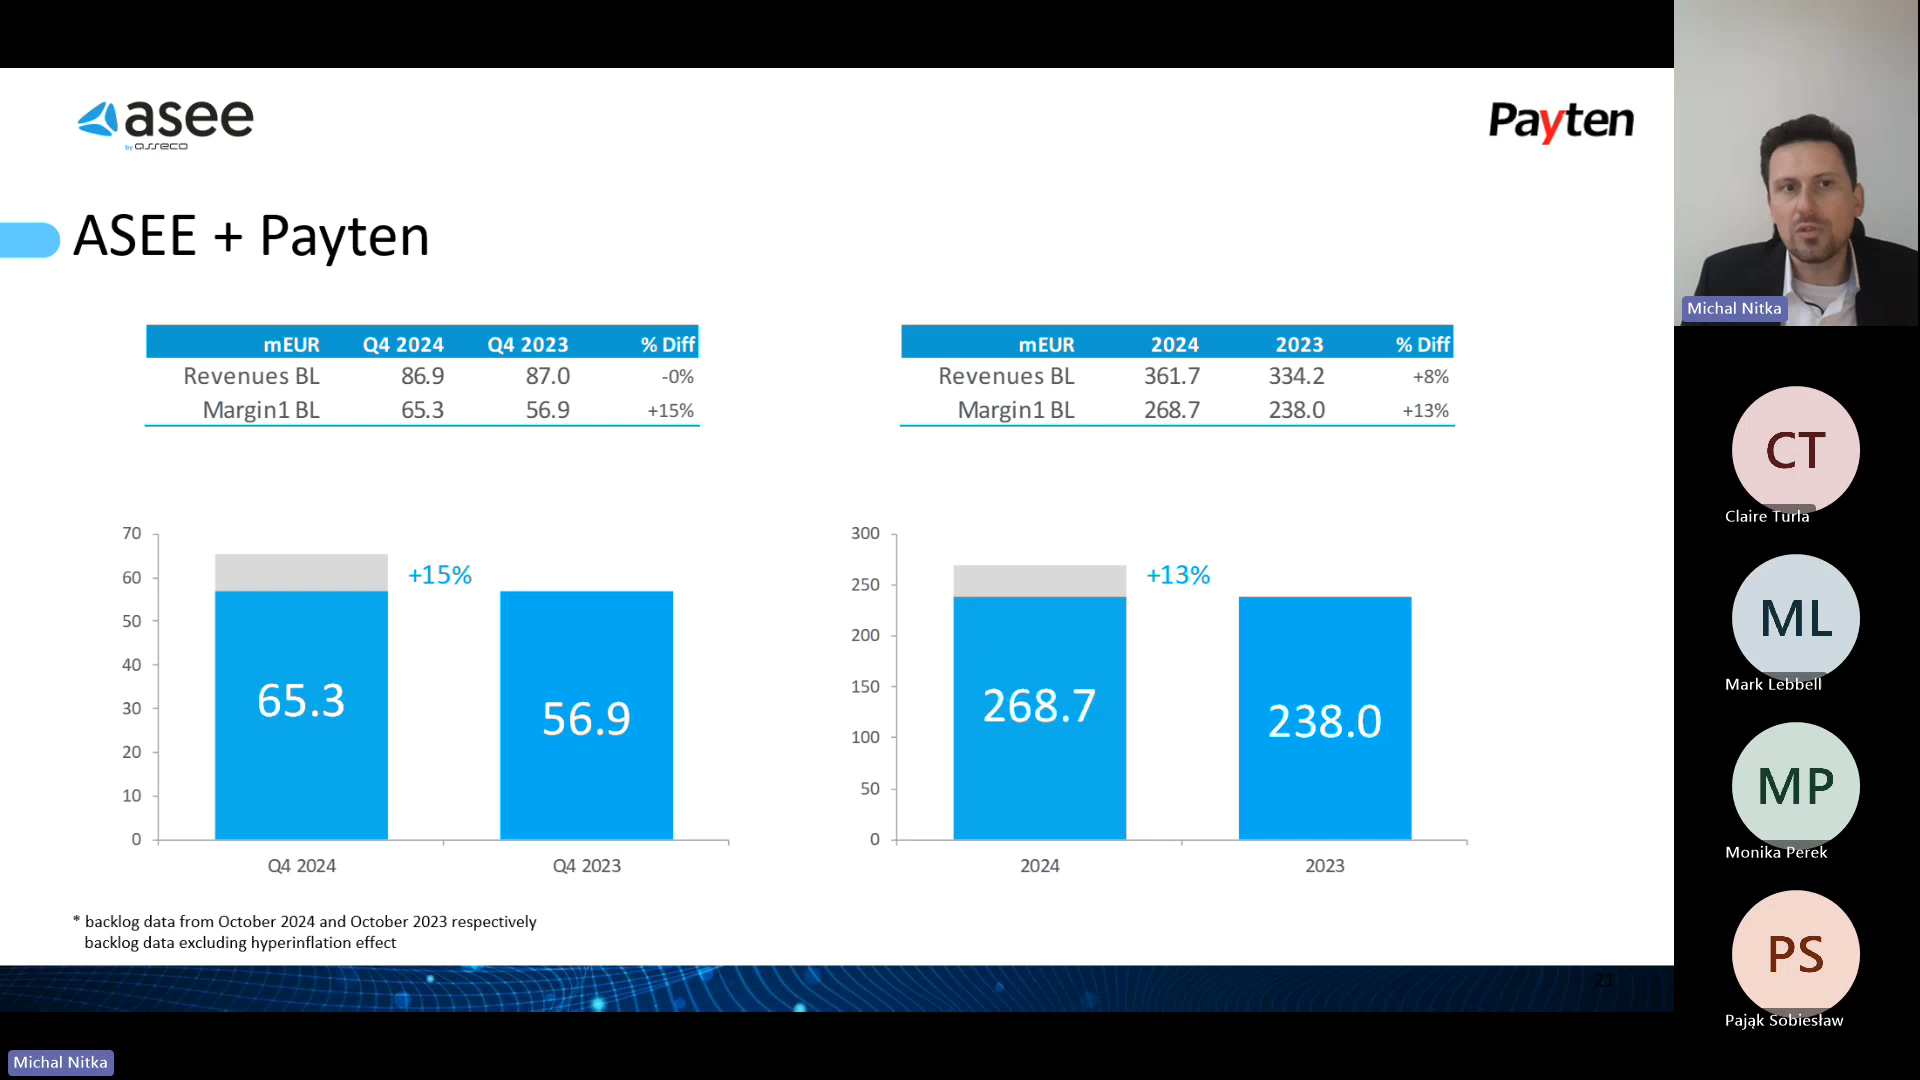 asee
by asseco
Payten
ASEE + Payten
mEUR Q4 2024 Q4 2023 % Diff
Revenues BL 86.9 87.0 -0%
Margin1 BL 65.3 56.9 +15%
mEUR 2024 2023 % Diff
Revenues BL 361.7 334.2 +8%
Margin1 BL 268.7 238.0 +13%
70
60
50
40
30
20
10
0
+15%
65.3
56.9
Q4 2024
Q4 2023
300
250
200
150
100
50
0
+13%
268.7
238.0
2024
2023
* backlog data from October 2024 and October 2023 respectively
backlog data excluding hyperinflation effect
21
Michal Nitka
Michal Nitka
CT
Claire Turla
ML
Mark Lebbell
MP
Monika Perek
PS
Pająk Sobiesław